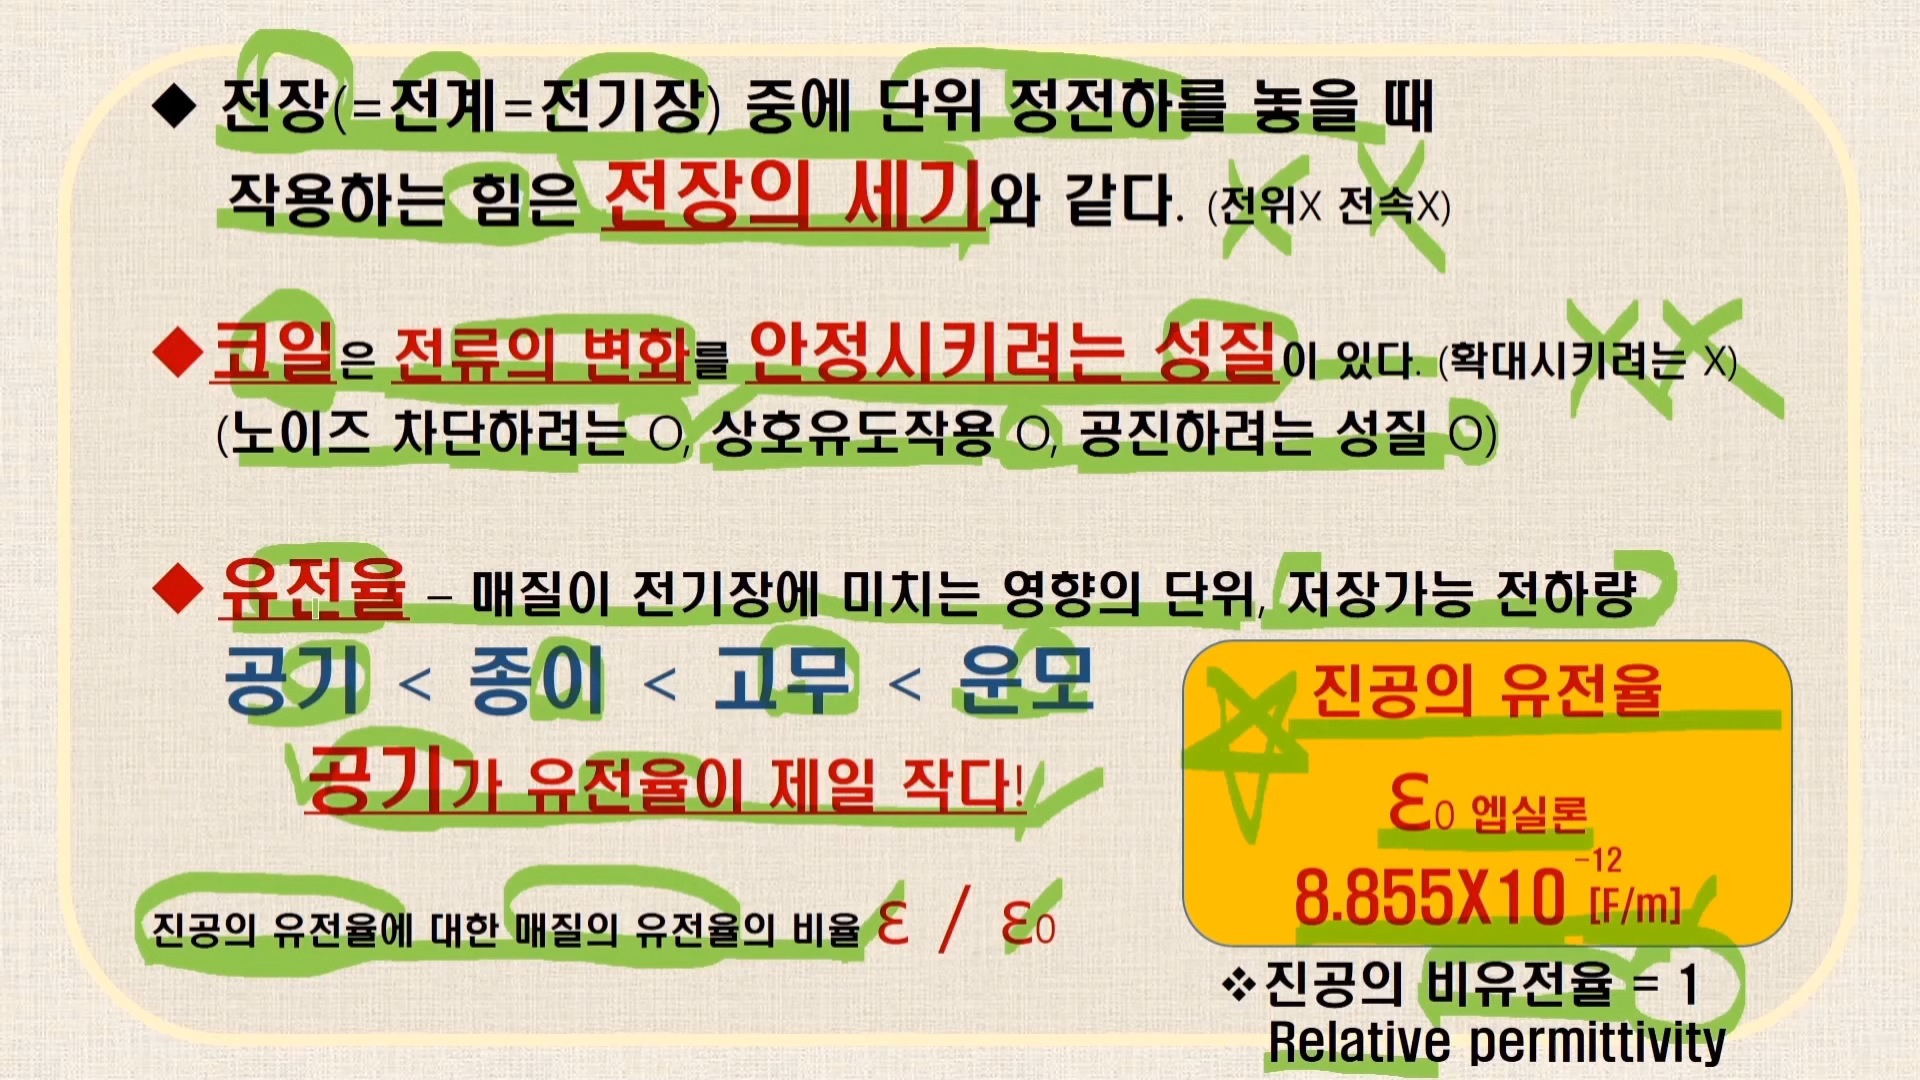 ◆ 전장(=전계=전기장) 중에 단위 정전하를 놓을 때
작용하는 힘은 전장의 세기와 같다. (전위X 전속X)
◆ 코일은 전류의 변화를 안정시키려는 성질이 있다. (확대시키려는 X)
(노이즈 차단하려는 O, 상호유도작용 O, 공진하려는 성질 O)
◆ 유전율 – 매질이 전기장에 미치는 영향의 단위, 저장가능 전하량
공기 < 종이 < 고무 < 운모
공기가 유전율이 제일 작다!
진공의 유전율에 대한 매질의 유전율의 비율 ε / ε₀
진공의 유전율
ε₀ 엡실론
8.855X10⁻¹² [F/m]
❖진공의 비유전율 = 1
Relative permittivity